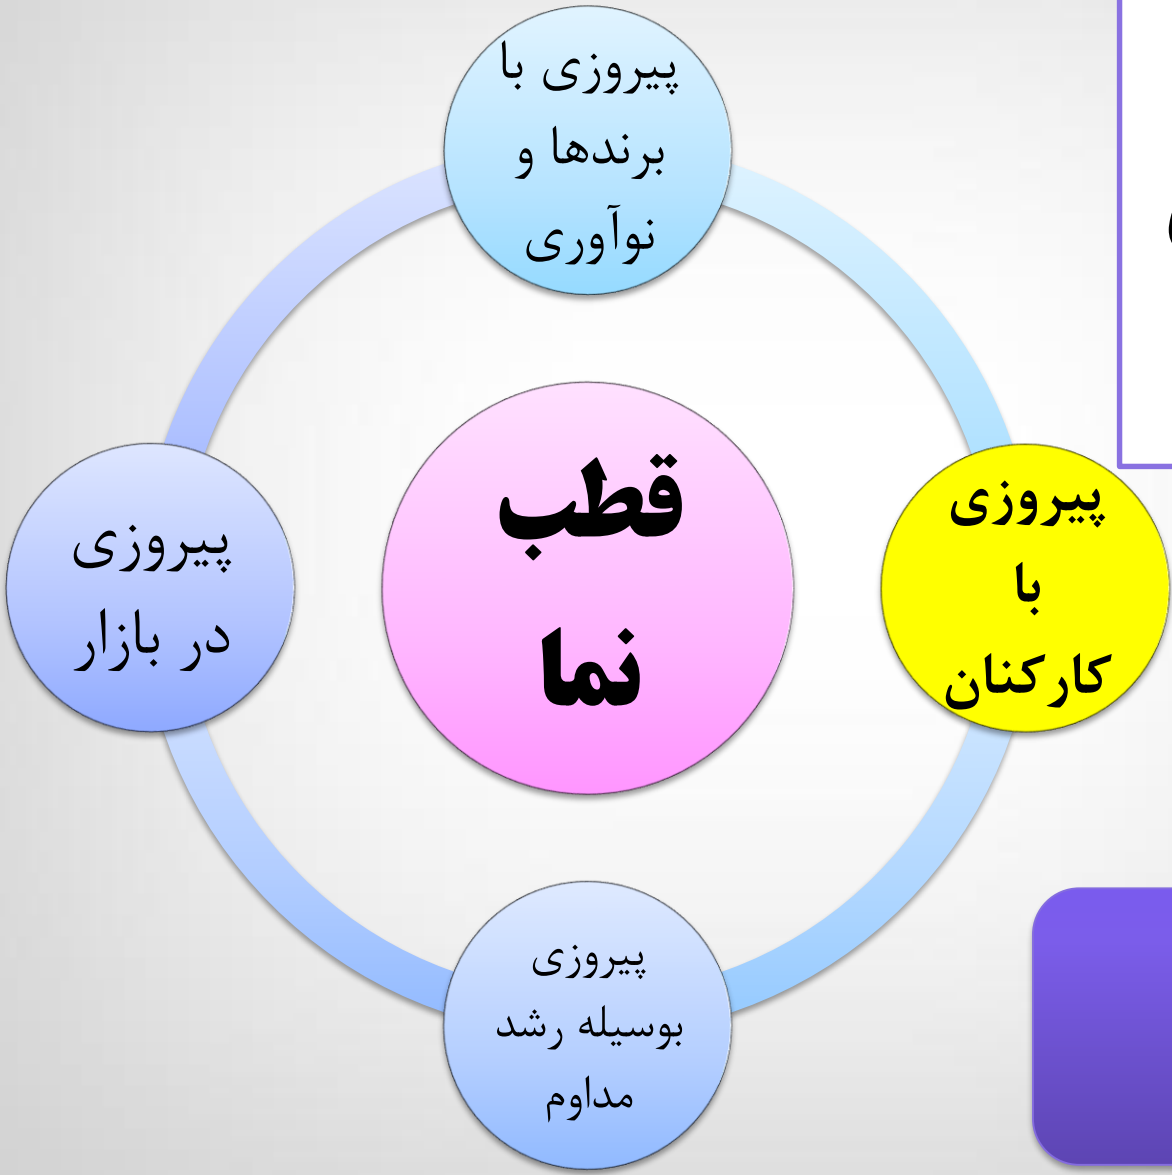 پیروزی با
برندها و
نوآوری
قطب
نما
پیروزی
با
کارکنان
پیروزی
در بازار
پیروزی
بوسیله رشد
مداوم